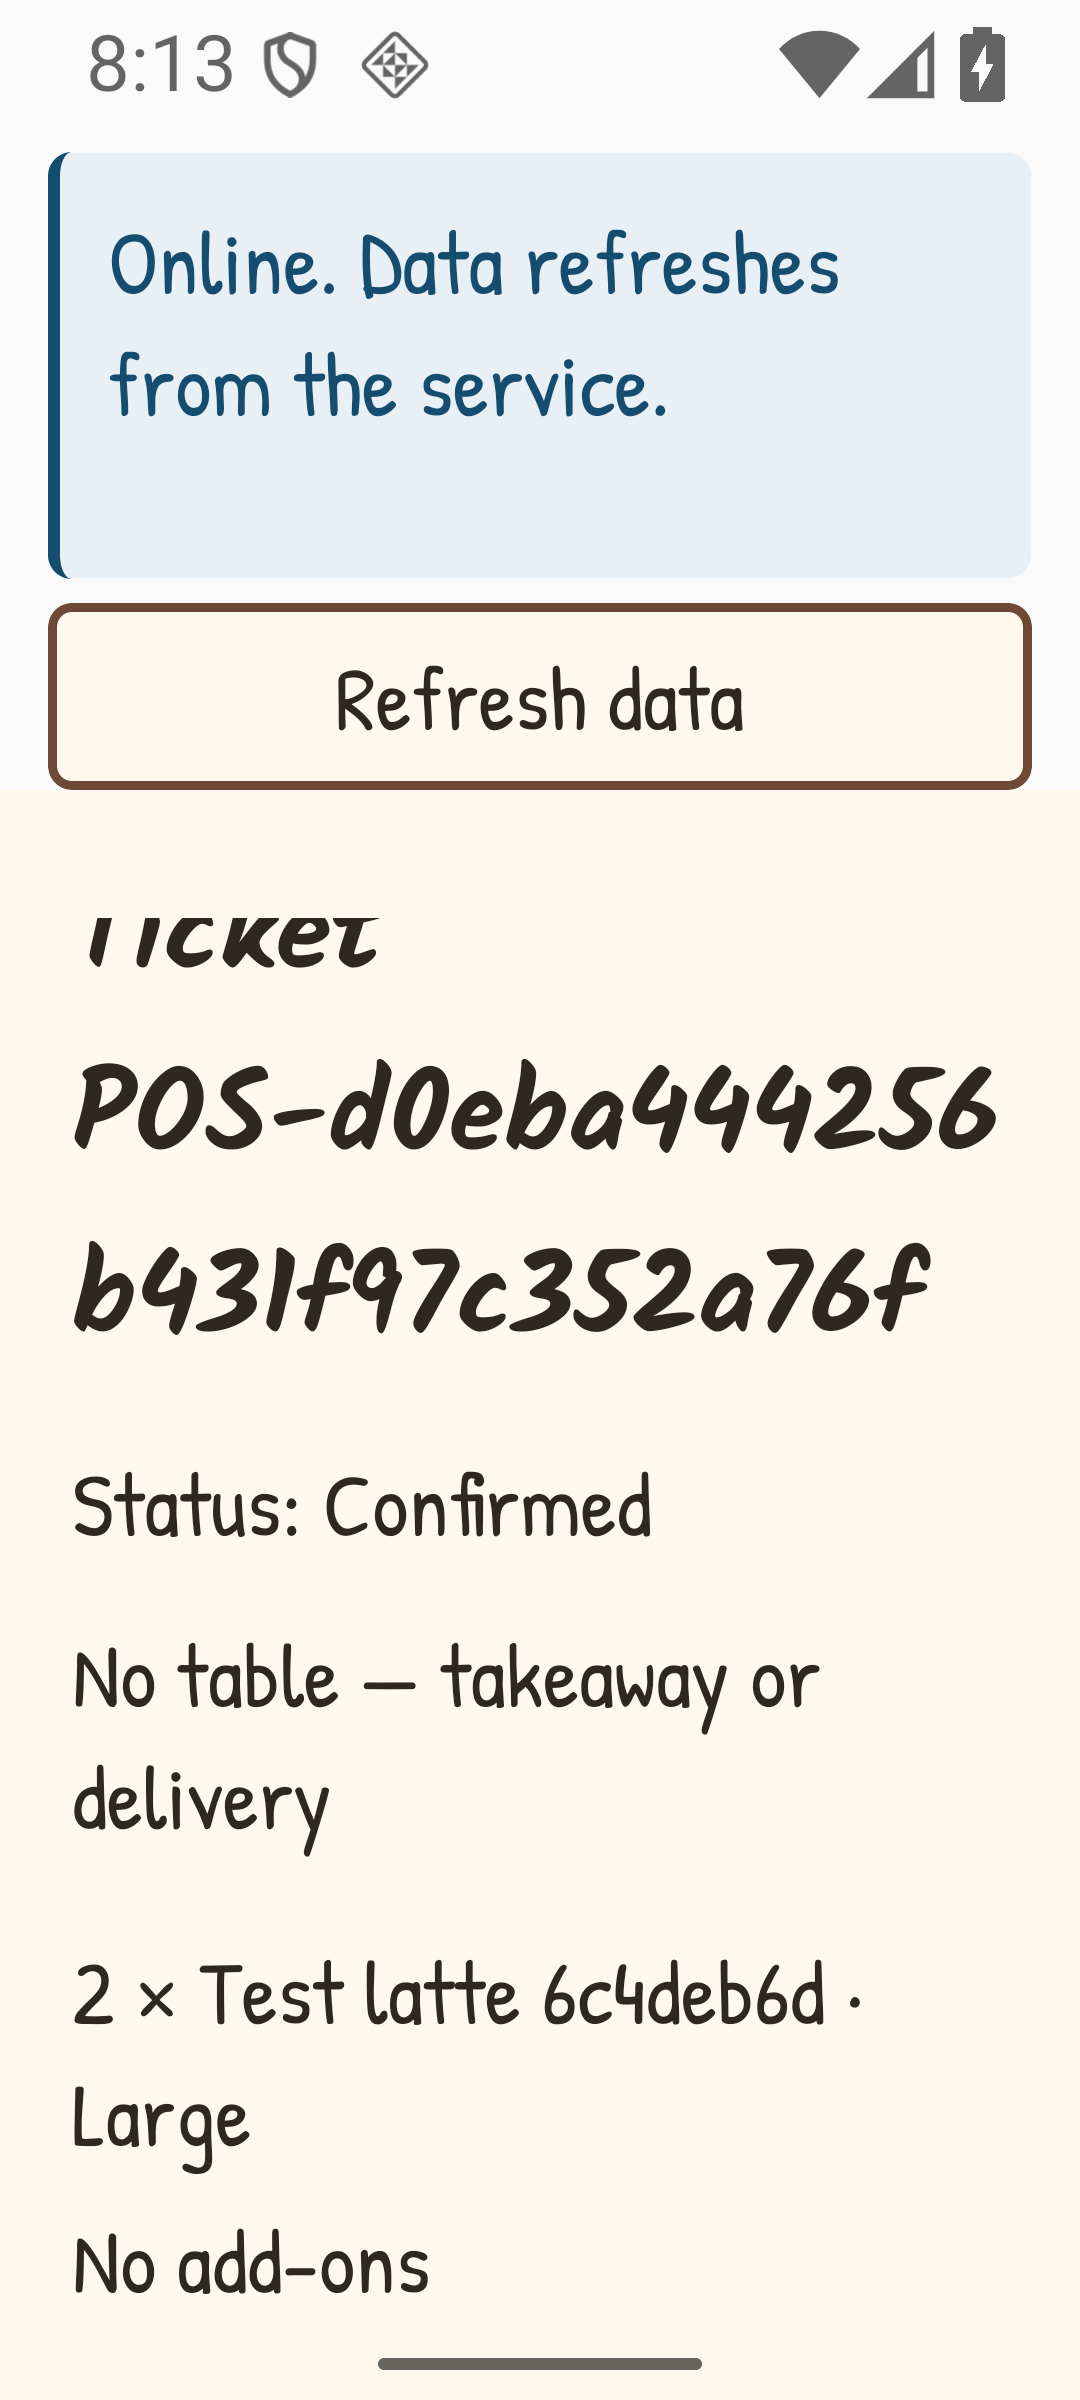 8:13
Online. Data refreshes
from the service.
Refresh data
Ticket
POS-d0eba444256
b431f97c352a76f
Status: Confirmed
No table — takeaway or
delivery
2 × Test latte 6c4deb6d ·
Large
No add-ons